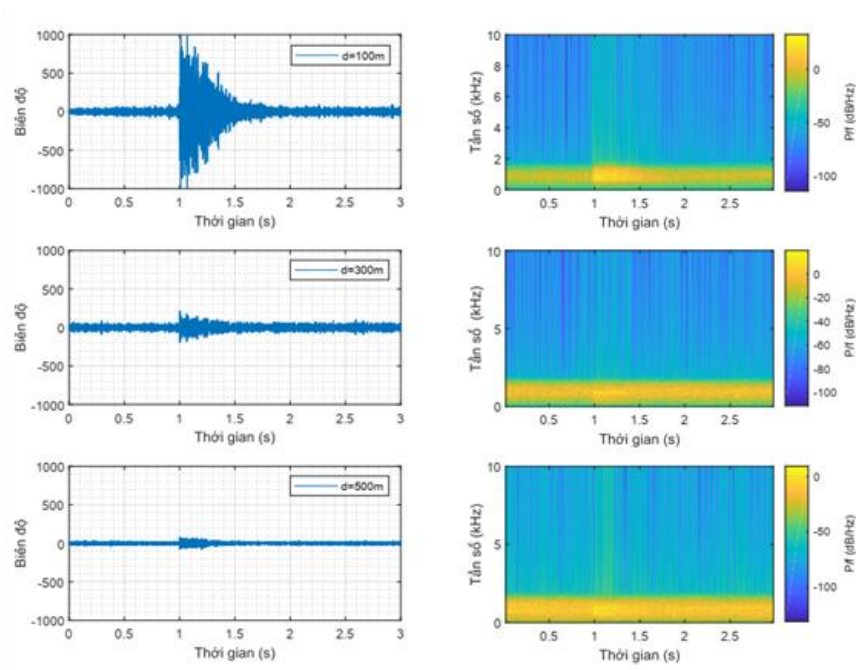 1000
500
0
-500
-1000
Biên độ
d=100m
0 0.5 1 1.5 2 2.5 3
Thời gian (s)
10
8
6
4
2
0
Tần số (kHz)
0.5 1 1.5 2 2.5
Thời gian (s)
0
-50
-100
P/f (dB/Hz)
1000
500
0
-500
-1000
Biên độ
d=300m
0 0.5 1 1.5 2 2.5 3
Thời gian (s)
10
5
0
Tần số (kHz)
0.5 1 1.5 2 2.5
Thời gian (s)
0
-20
-40
-60
-80
-100
P/f (dB/Hz)
1000
500
0
-500
-1000
Biên độ
d=500m
0 0.5 1 1.5 2 2.5 3
Thời gian (s)
10
5
0
Tần số (kHz)
0.5 1 1.5 2 2.5
Thời gian (s)
0
-50
-100
P/f (dB/Hz)